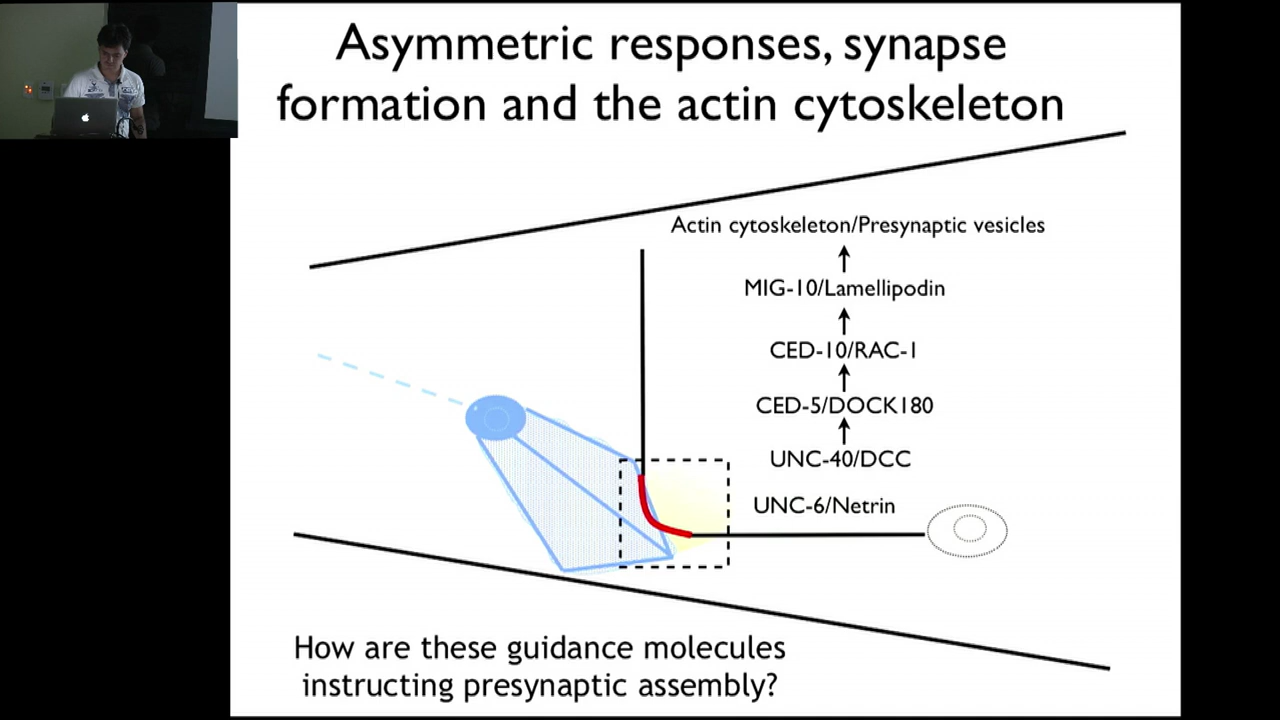 Asymmetric responses, synapse
formation and the actin cytoskeleton
Actin cytoskeleton/Presynaptic vesicles
MIG-10/Lamellipodin
CED-10/RAC-1
CED-5/DOCK180
UNC-40/DCC
UNC-6/Netrin
How are these guidance molecules
instructing presynaptic assembly?